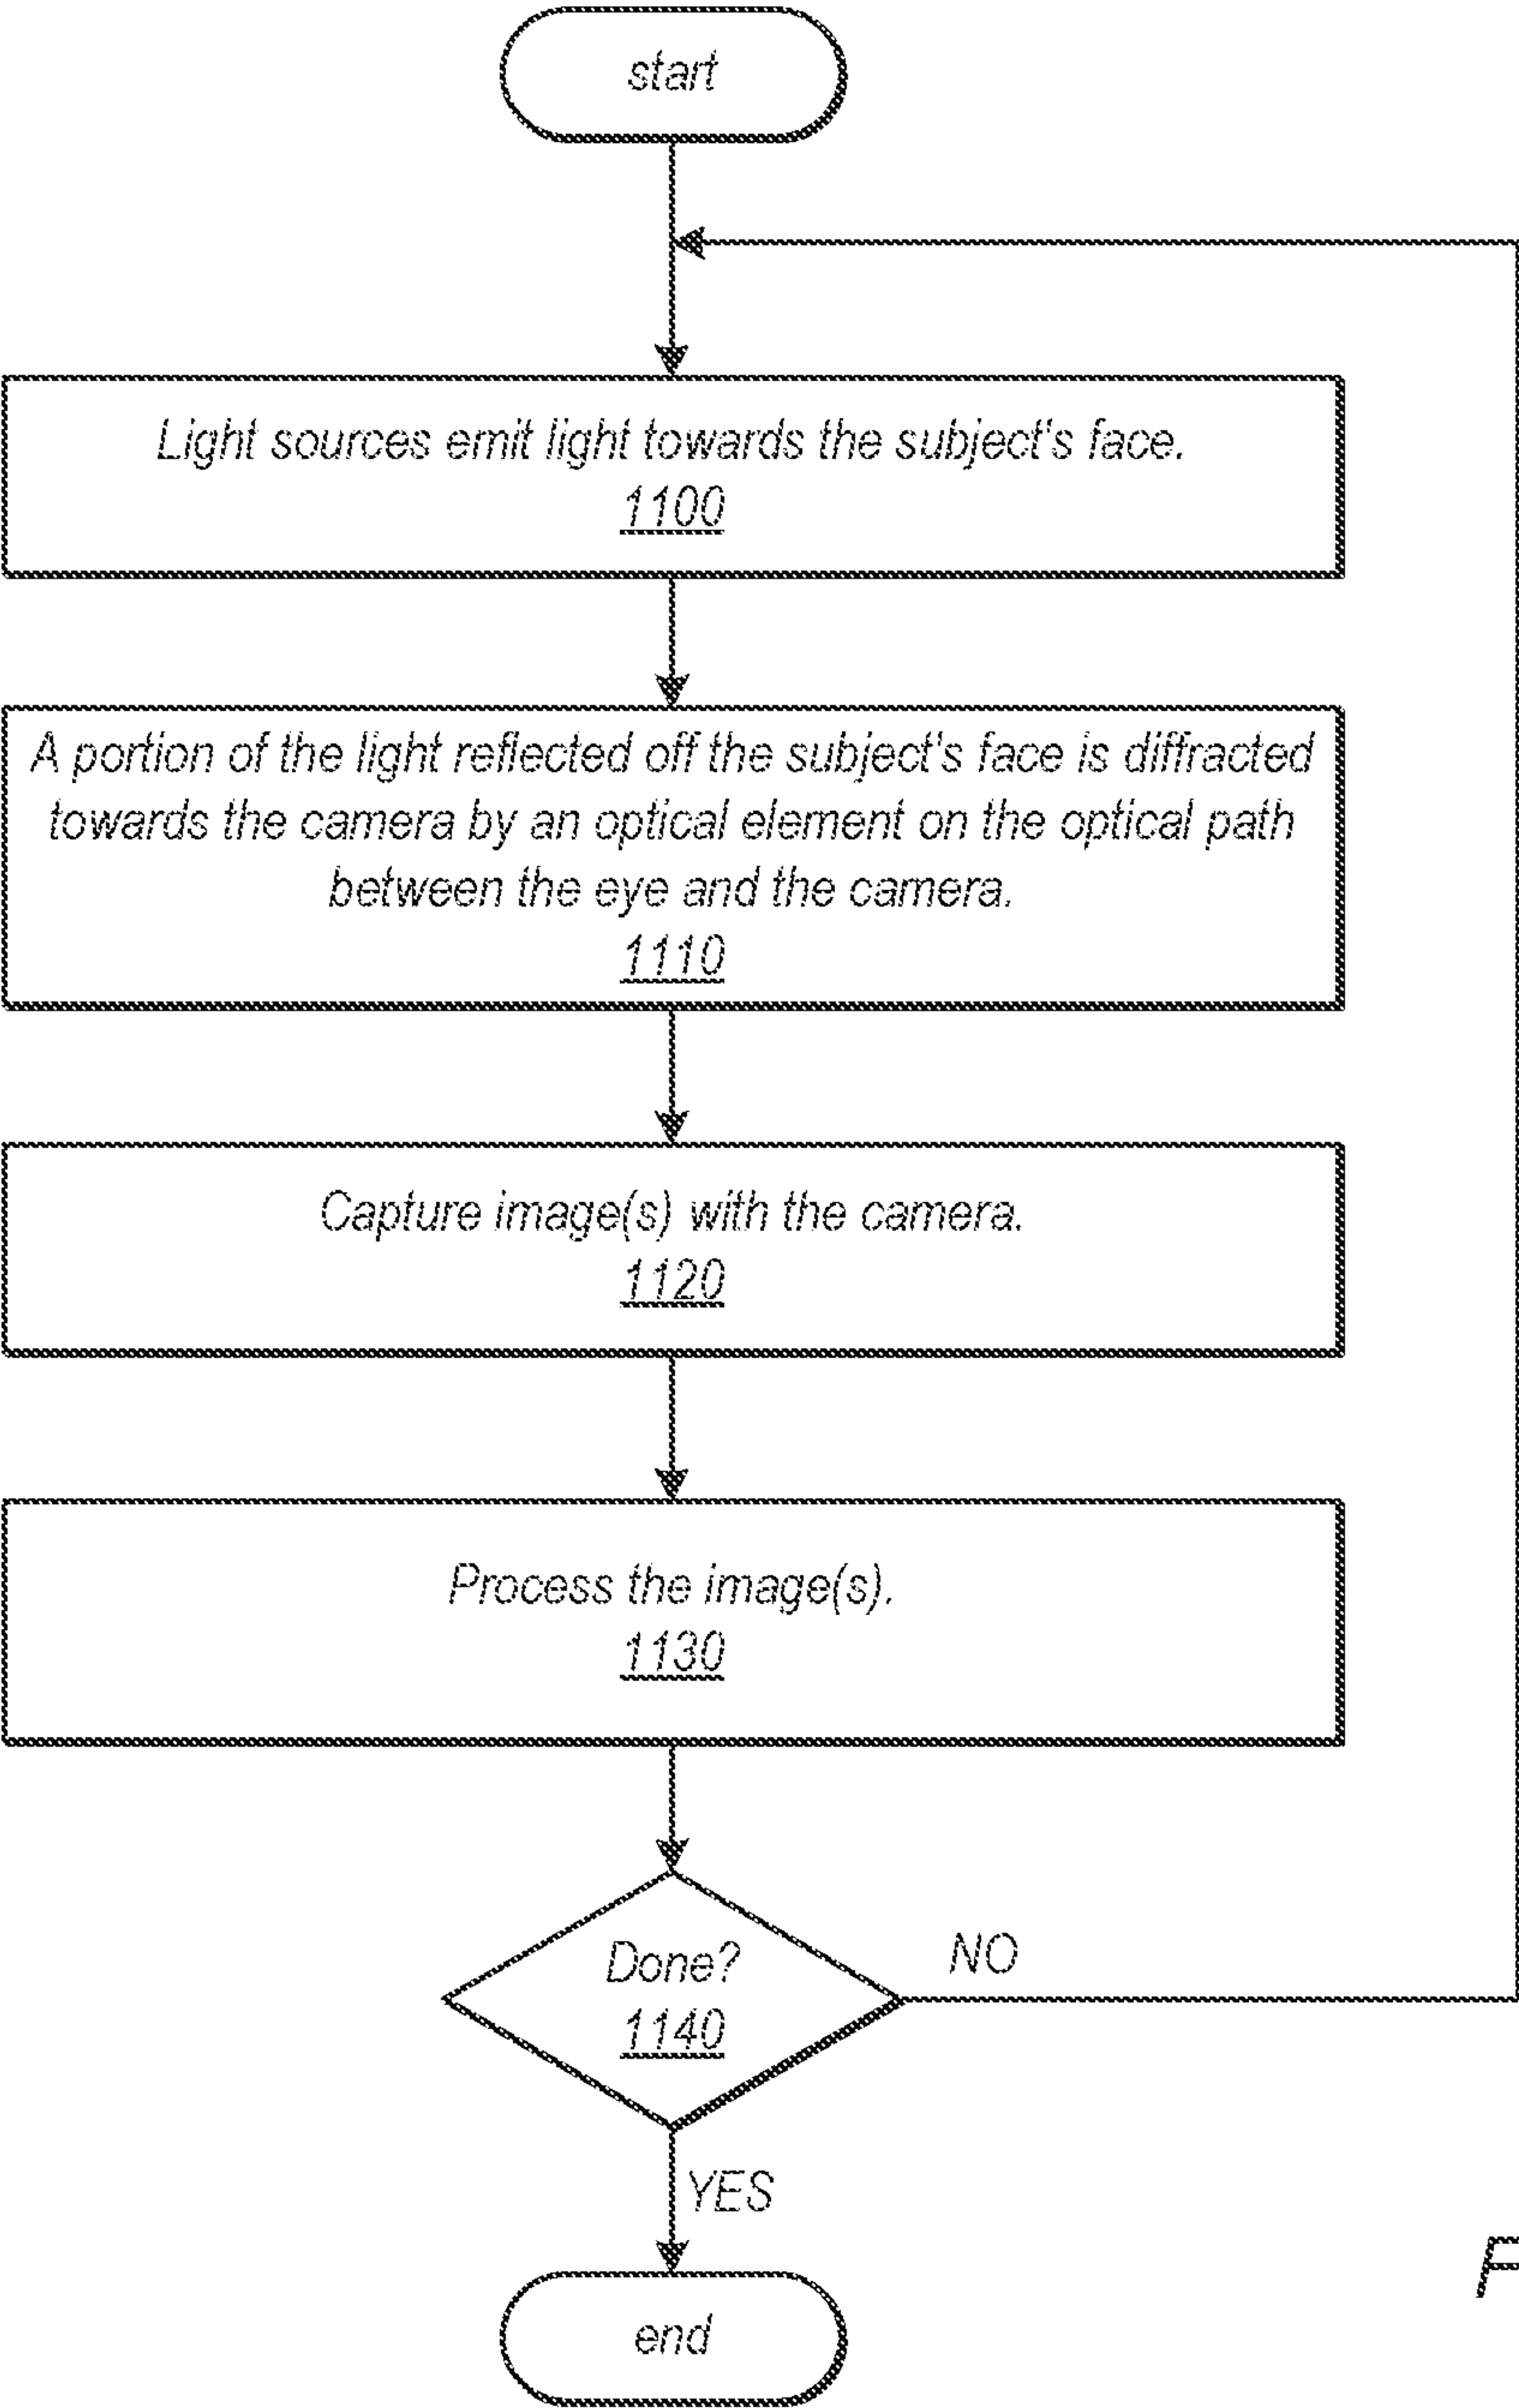 start
Light sources emit light towards the subject's face.
1100
A portion of the light reflected off the subject's face is diffracted
towards the camera by an optical element on the optical path
between the eye and the camera.
1110
Capture image(s) with the camera.
1120
Process the image(s).
1130
Done?
1140
NO
YES
F
end